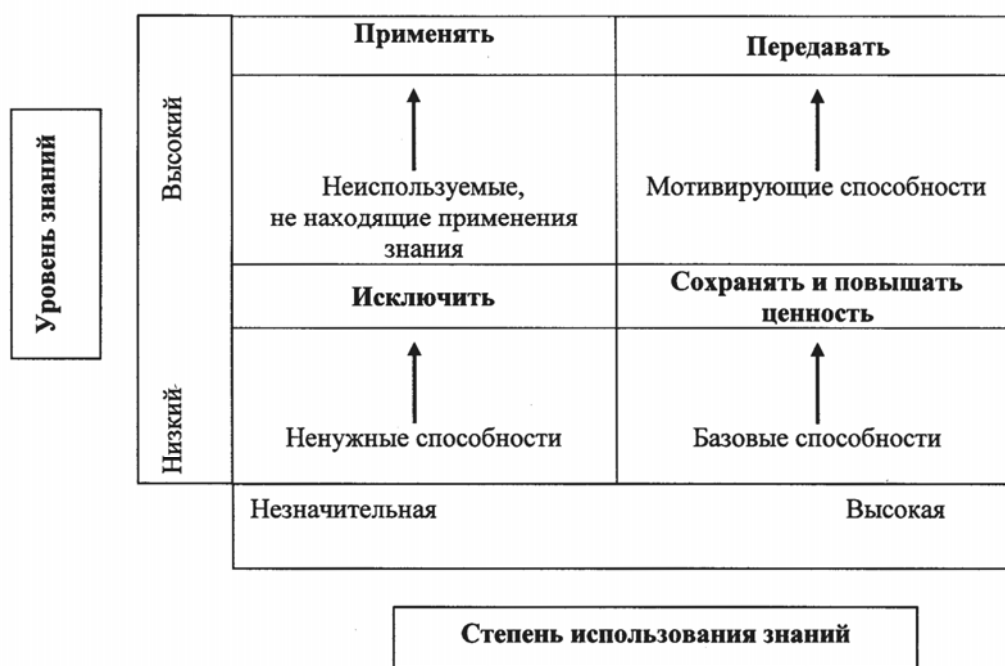 Применять
Передавать
Уровень знаний
Высокий
Неиспользуемые,
не находящие применения
знания
Мотивирующие способности
Исключить
Сохранять и повышать
ценность
Низкий
Ненужные способности
Базовые способности
Незначительная
Высокая
Степень использования знаний